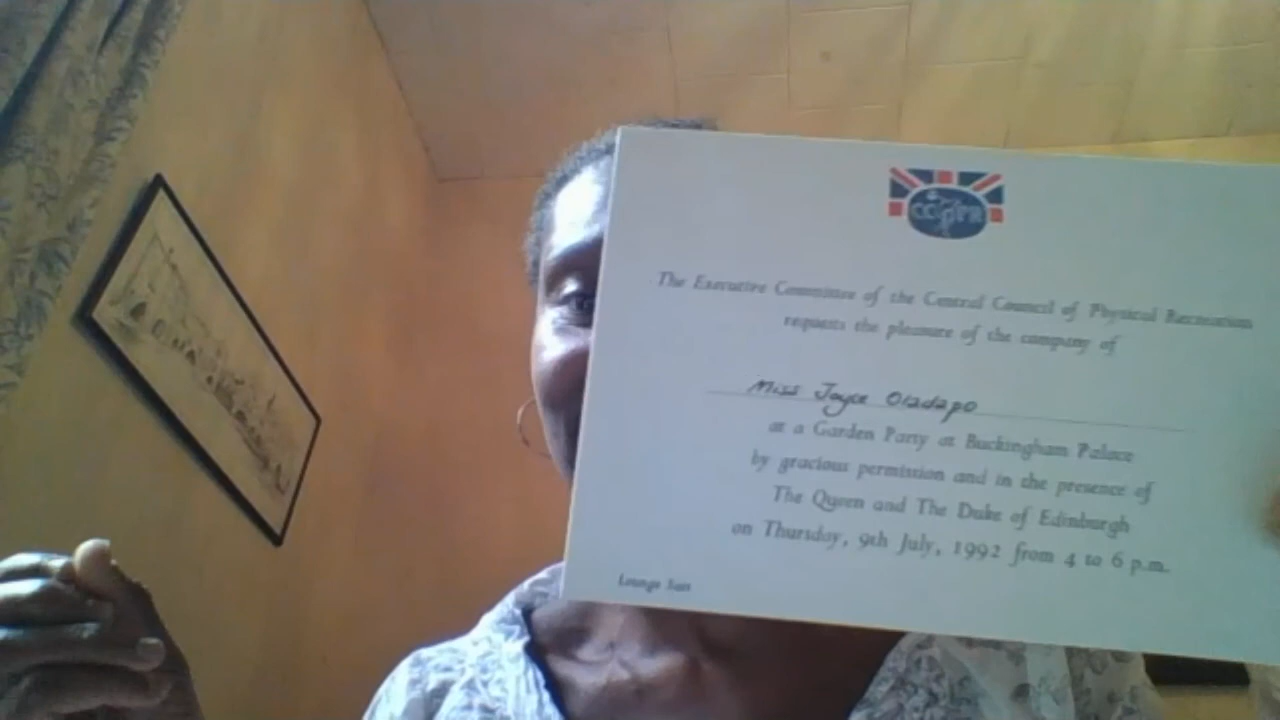 ccpr
The Executive Committee of the Central Council of Physical Recreation
requests the pleasure of the company of
Miss Joyce Oladapo
at a Garden Party at Buckingham Palace
by gracious permission and in the presence of
The Queen and The Duke of Edinburgh
on Thursday, 9th July, 1992 from 4 to 6 p.m.
Lounge Suit